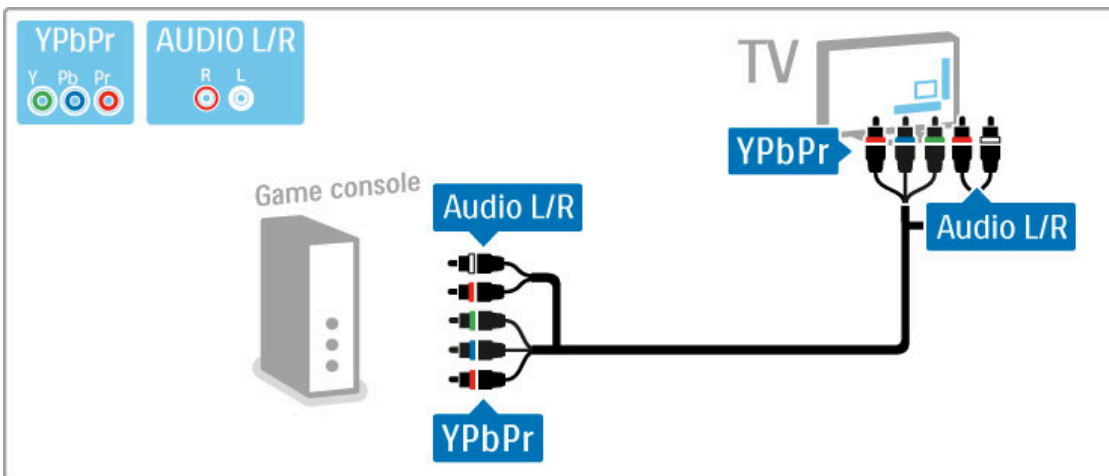 YPbPr
Y Pb Pr
AUDIO L/R
R L
TV
YPbPr
Audio L/R
Game console
Audio L/R
YPbPr